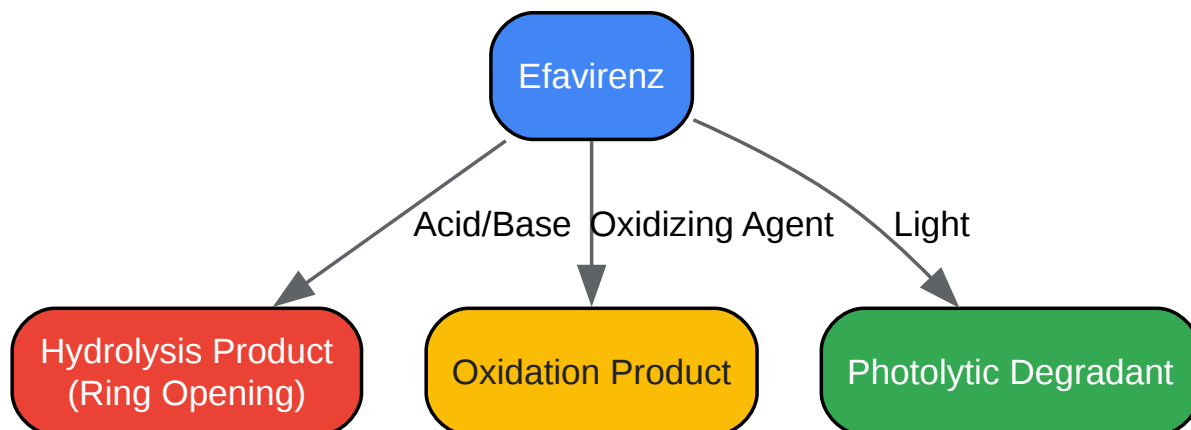 Efavirenz
Acid/Base
Oxidizing Agent
Light
Hydrolysis Product
(Ring Opening)
Oxidation Product
Photolytic Degradant